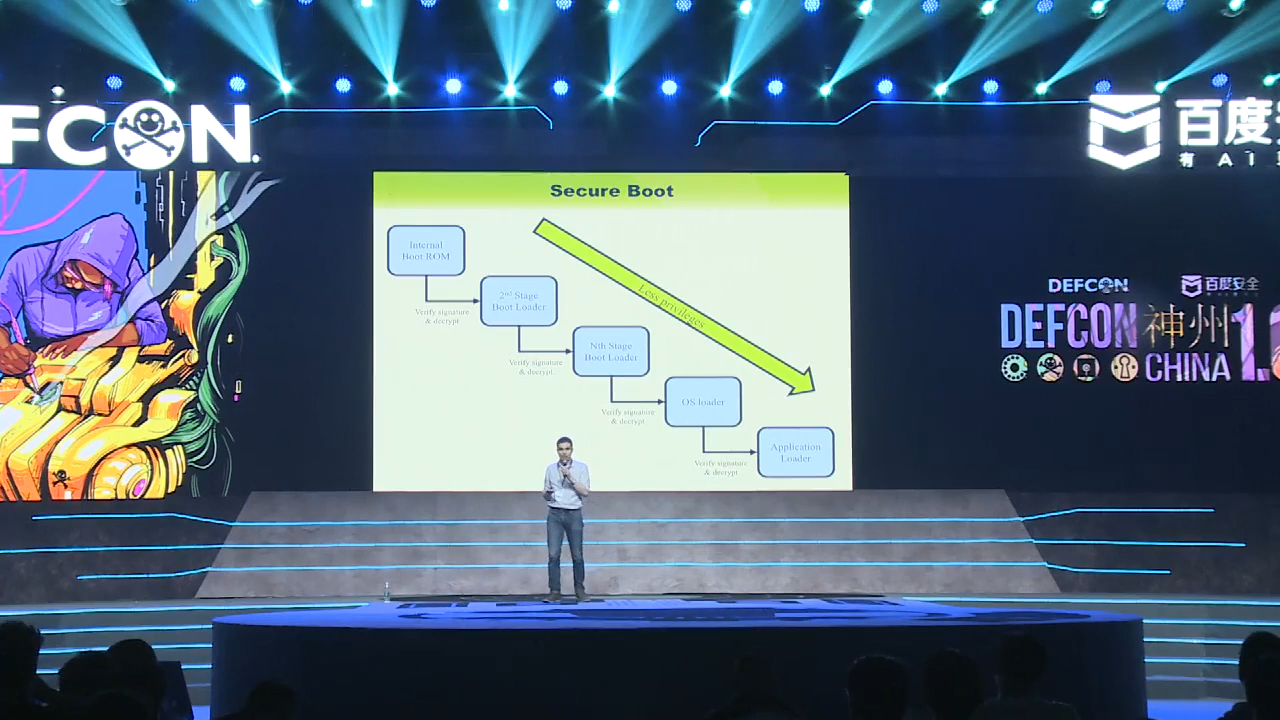 FCON.
百度安
有 A I
Secure Boot
Internal
Boot ROM
2nd Stage
Boot Loader
Verify signature
& decrypt
Less privileges
Nth Stage
Boot Loader
Verify signature
& decrypt
OS loader
Verify signature
& decrypt
Application
Loader
Verify signature
& decrypt
DEFCON
百度安全
DEFCON 神州 1.0
CHINA